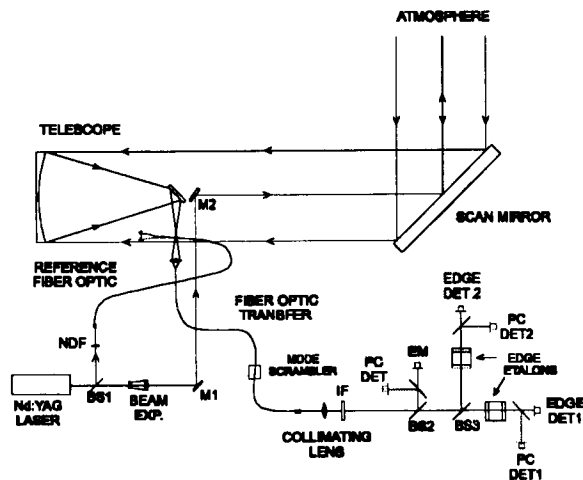 ATMOSPHERE
TELESCOPE
M2
SCAN MIRROR
REFERENCE
FIBER OPTIC
EDGE
DET 2
FIBER OPTIC
TRANSFER
PC
DET2
NDF
MODE
SCRAMBLER
EM
PC
DET
EDGE
ETALONS
IF
Nd:YAG
LASER
BS1
BEAM
EXP.
M1
COLLIMATING
LENS
BS2
BS3
EDGE
DET1
PC
DET1